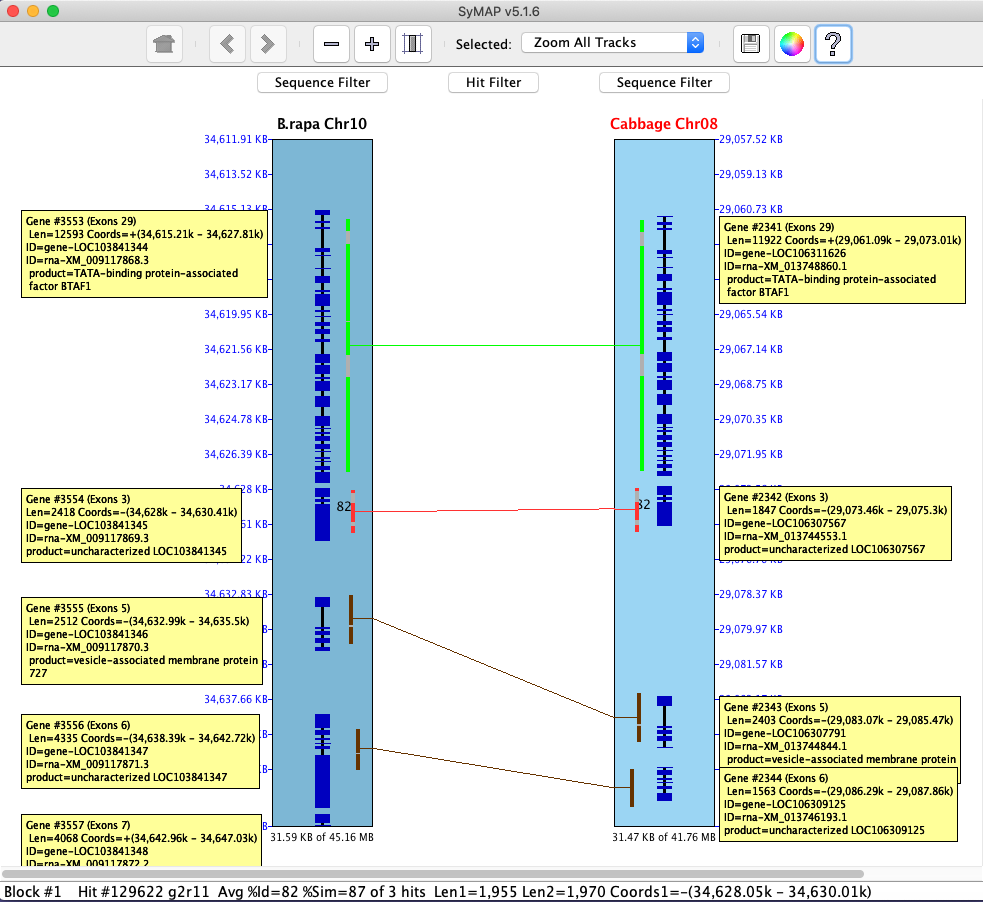 SyMAP v5.1.6
Selected: Zoom All Tracks
?
Sequence Filter Hit Filter Sequence Filter
B.rapa Chr10
Cabbage Chr08
34,611.91 KB
34,613.52 KB
34,615.13 KB
Gene #3553 (Exons 29)
Len=12593 Coords=+(34,615.21k - 34,627.81k)
ID=gene-LOC103841344
ID=rna-XM_009117868.3
product=TATA-binding protein-associated
factor BTAF1
34,619.95 KB
34,621.56 KB
34,623.17 KB
34,624.78 KB
34,626.39 KB
Gene #3554 (Exons 3)
Len=2418 Coords=-(34,628k - 34,630.41k)
ID=gene-LOC103841345
ID=rna-XM_009117869.3
product=uncharacterized LOC103841345
34,632.83 KB
Gene #3555 (Exons 5)
Len=2512 Coords=-(34,632.99k - 34,635.5k)
ID=gene-LOC103841346
ID=rna-XM_009117870.3
product=vesicle-associated membrane protein
727
34,637.66 KB
Gene #3556 (Exons 6)
Len=4335 Coords=-(34,638.39k - 34,642.72k)
ID=gene-LOC103841347
ID=rna-XM_009117871.3
product=uncharacterized LOC103841347
Gene #3557 (Exons 7)
Len=4068 Coords=+(34,642.96k - 34,647.03k)
ID=gene-LOC103841348
ID=rna-XM_009117872.2
82
82
31.59 KB of 45.16 MB
31.47 KB of 41.76 MB
29,057.52 KB
29,059.13 KB
29,060.73 KB
Gene #2341 (Exons 29)
Len=11922 Coords=+(29,061.09k - 29,073.01k)
ID=gene-LOC106311626
ID=rna-XM_013748860.1
product=TATA-binding protein-associated
factor BTAF1
29,065.54 KB
29,067.14 KB
29,068.75 KB
29,070.35 KB
29,071.95 KB
Gene #2342 (Exons 3)
Len=1847 Coords=-(29,073.46k - 29,075.3k)
ID=gene-LOC106307567
ID=rna-XM_013744553.1
product=uncharacterized LOC106307567
29,078.37 KB
29,079.97 KB
29,081.57 KB
Gene #2343 (Exons 5)
Len=2403 Coords=-(29,083.07k - 29,085.47k)
ID=gene-LOC106307791
ID=rna-XM_013744844.1
product=vesicle-associated membrane protein
Gene #2344 (Exons 6)
Len=1563 Coords=-(29,086.29k - 29,087.86k)
ID=gene-LOC106309125
ID=rna-XM_013746193.1
product=uncharacterized LOC106309125
Block #1 Hit #129622 g2r11 Avg %Id=82 %Sim=87 of 3 hits Len1=1,955 Len2=1,970 Coords1=-(34,628.05k - 34,630.01k)